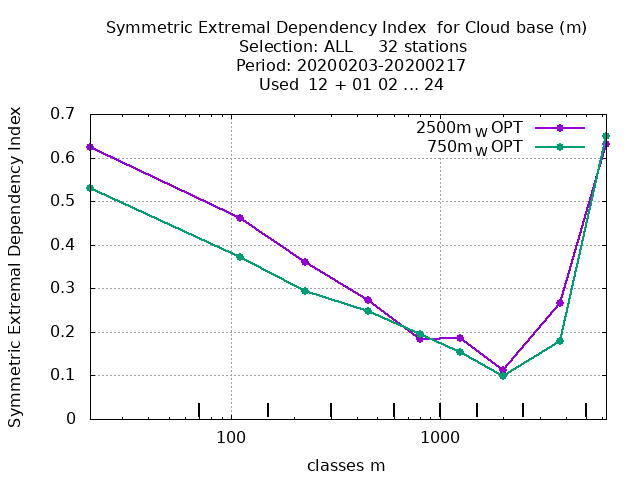 Symmetric Extremal Dependency Index  for Cloud base (m)
Selection: ALL     32 stations
Period: 20200203-20200217
Used  12 + 01 02 ... 24
2500m W OPT
750m W OPT
Symmetric Extremal Dependency Index
0.7
0.6
0.5
0.4
0.3
0.2
0.1
0
100
1000
classes m